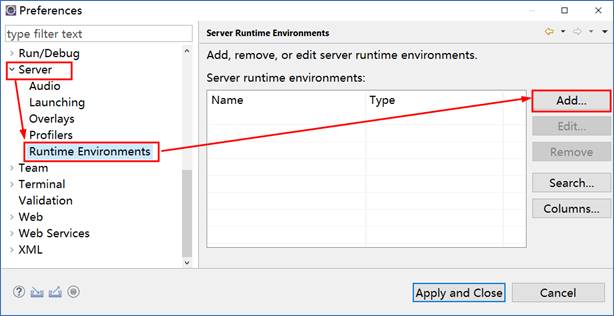 Preferences
type filter text
Run/Debug
Server
Audio
Launching
Overlays
Profilers
Runtime Environments
Team
Terminal
Validation
Web
Web Services
XML
Server Runtime Environments
Add, remove, or edit server runtime environments.
Server runtime environments:
Name Type
Add...
Edit...
Remove
Search...
Columns...
Apply and Close
Cancel